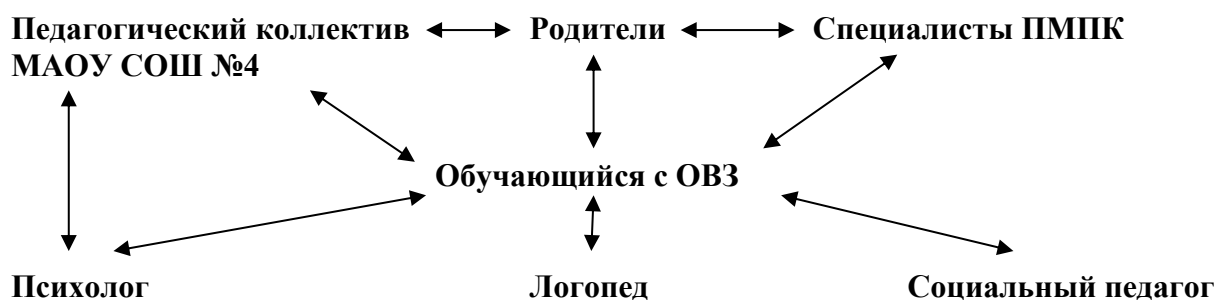 Педагогический коллектив Родители Специалисты ПМПК
МАОУ СОШ №4
Обучающийся с ОВЗ
Психолог Логопед Социальный педагог